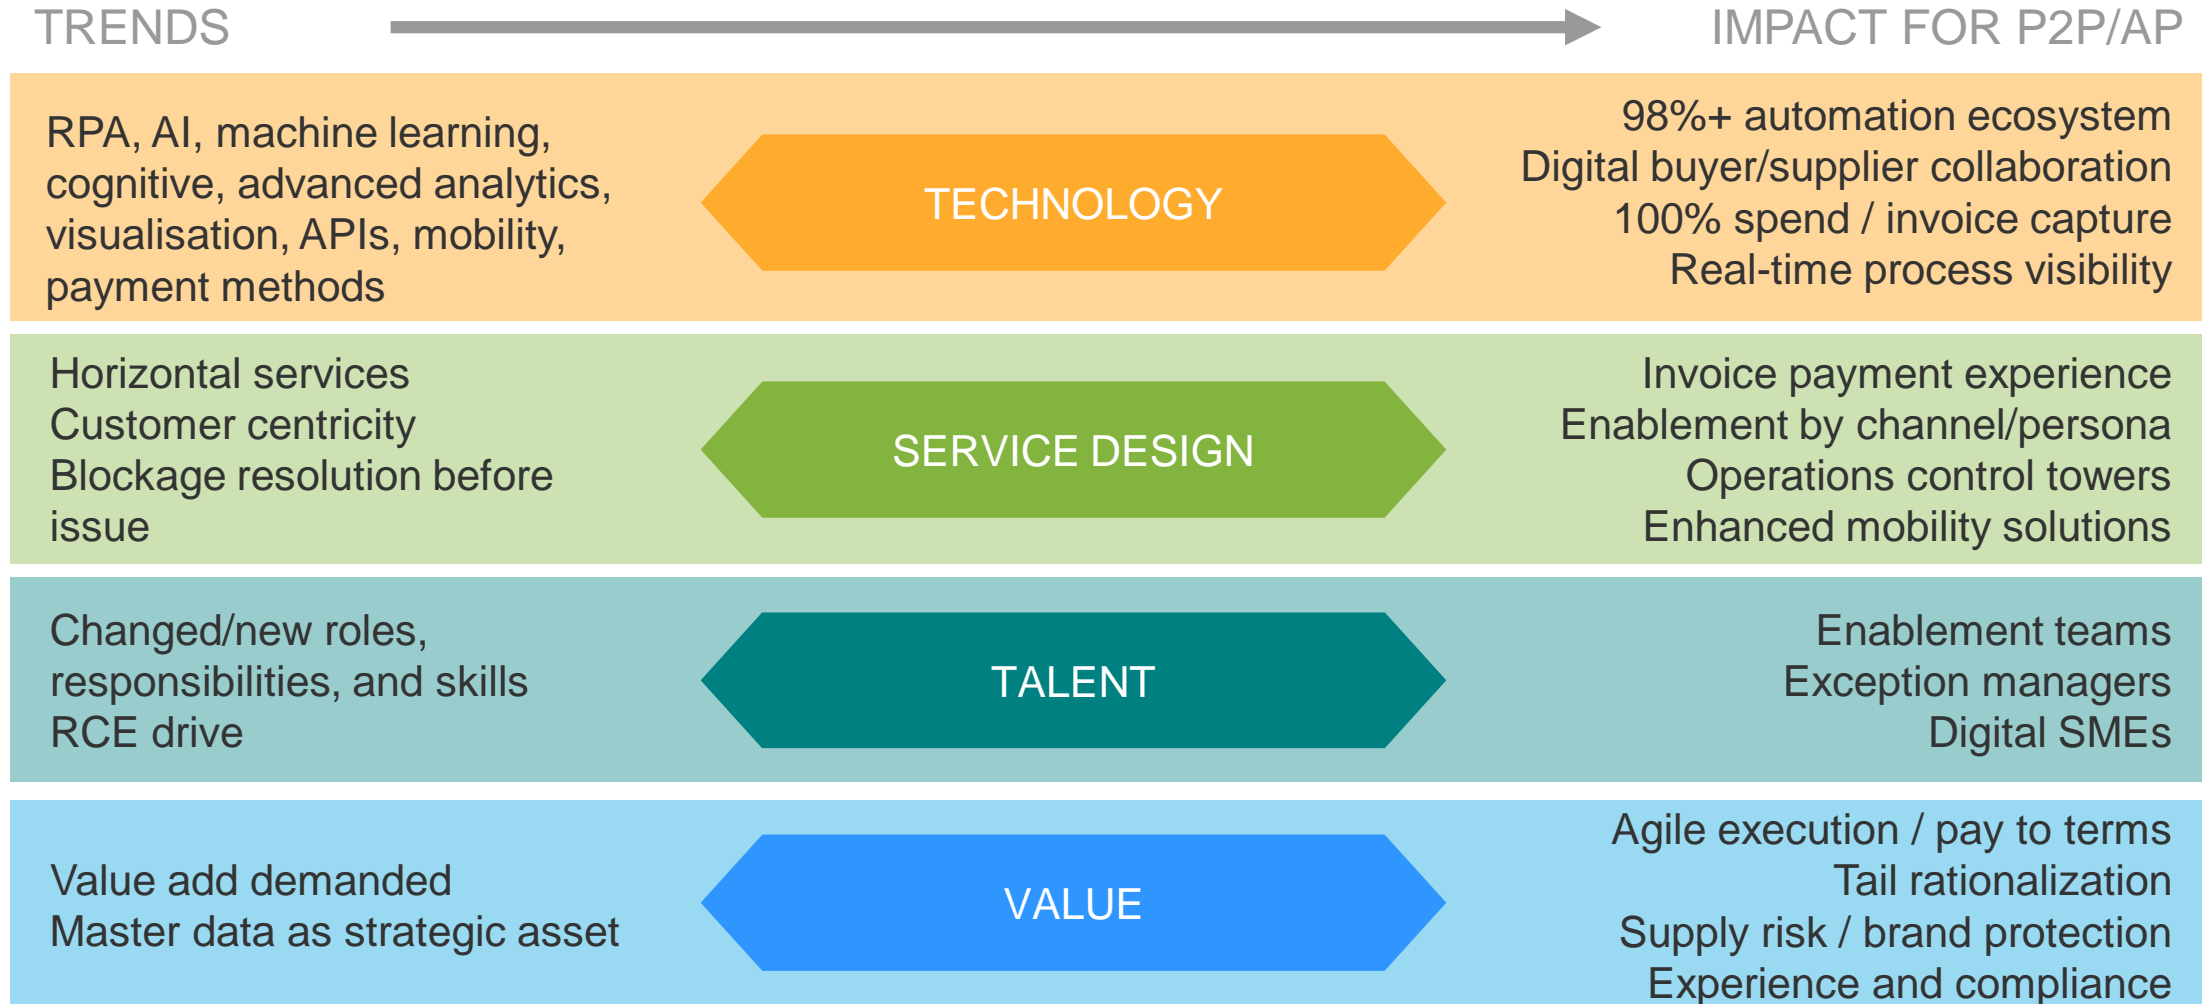 TRENDS
IMPACT FOR P2P/AP
RPA, AI, machine learning,
cognitive, advanced analytics,
visualisation, APIs, mobility,
payment methods
TECHNOLOGY
98%+ automation ecosystem
Digital buyer/supplier collaboration
100% spend / invoice capture
Real-time process visibility
Horizontal services
Customer centricity
Blockage resolution before
issue
SERVICE DESIGN
Invoice payment experience
Enablement by channel/persona
Operations control towers
Enhanced mobility solutions
Changed/new roles,
responsibilities, and skills
RCE drive
TALENT
Enablement teams
Exception managers
Digital SMEs
Value add demanded
Master data as strategic asset
VALUE
Agile execution / pay to terms
Tail rationalization
Supply risk / brand protection
Experience and compliance